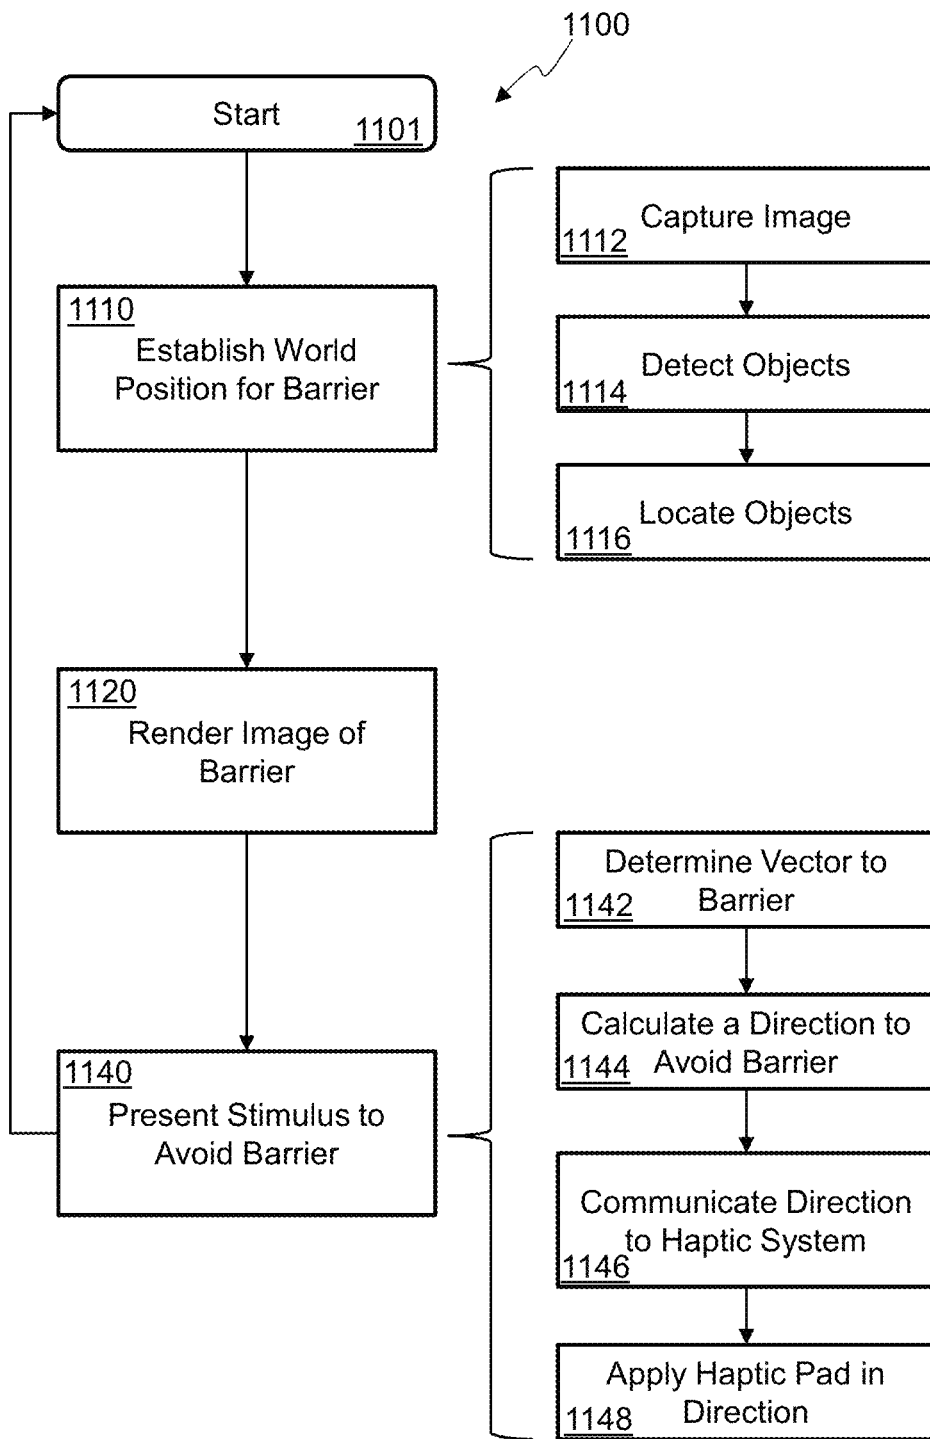 1100
Start
1101
1110
Establish World
Position for Barrier
Capture Image
1112
Detect Objects
1114
Locate Objects
1116
1120
Render Image of
Barrier
1140
Present Stimulus to
Avoid Barrier
Determine Vector to
Barrier
1142
Calculate a Direction to
Avoid Barrier
1144
Communicate Direction
to Haptic System
1146
Apply Haptic Pad in
Direction
1148